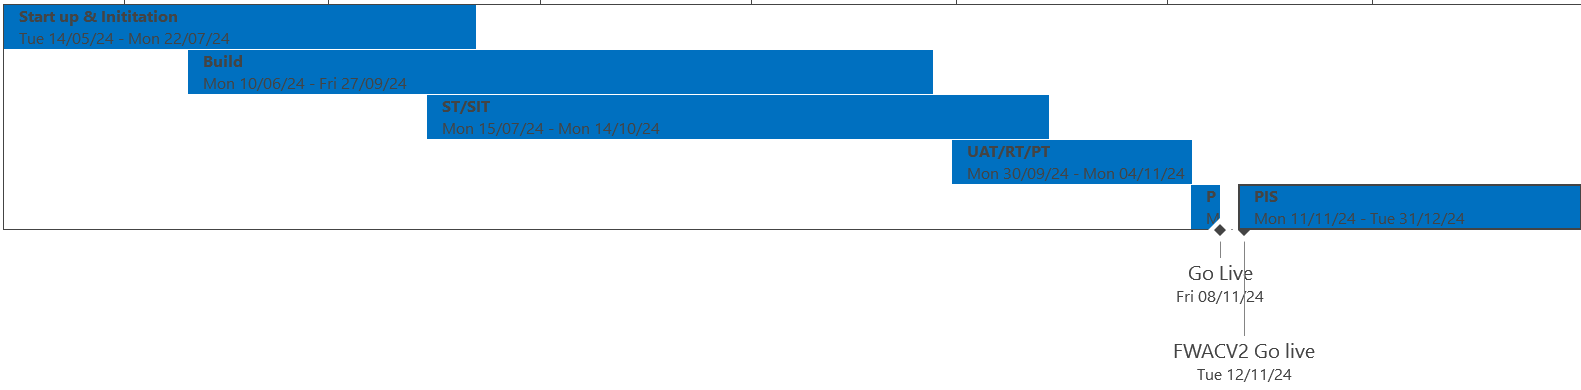 Start up & Inititation
Tue 14/05/24 - Mon 22/07/24
Build
Mon 10/06/24 - Fri 27/09/24
ST/SIT
Mon 15/07/24 - Mon 14/10/24
UAT/RT/PT
Mon 30/09/24 - Mon 04/11/24
P
M
PIS
Mon 11/11/24 - Tue 31/12/24
Go Live
Fri 08/11/24
FWACV2 Go live
Tue 12/11/24